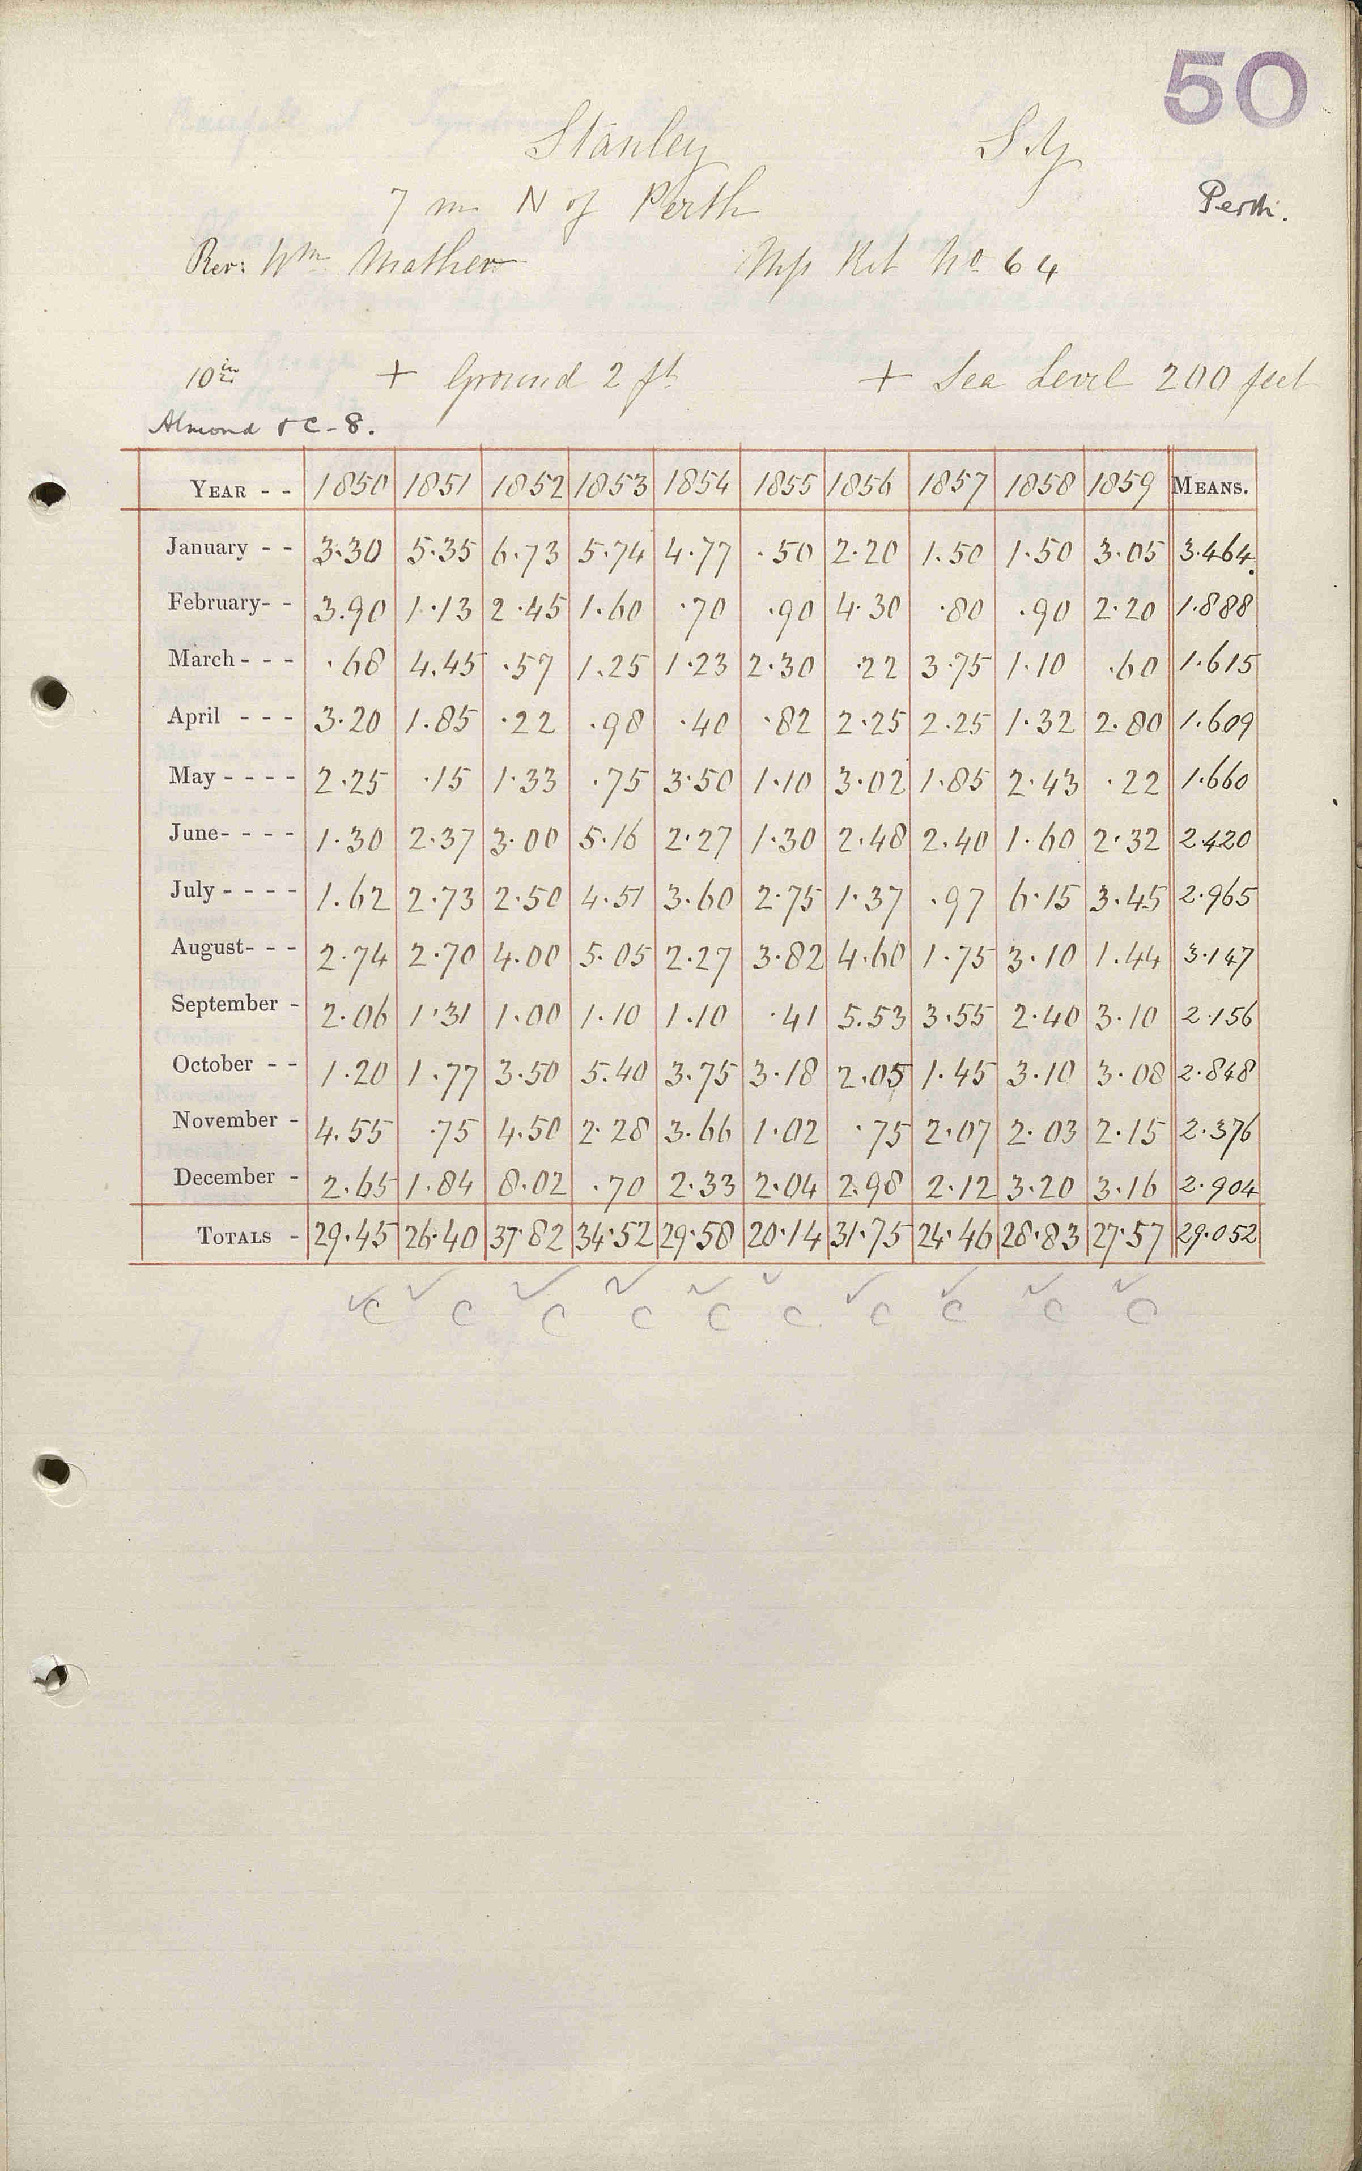 50
Stanley
7 m N of Perth
Perth.
Rev: Wm Mather
Mss Ret No 64
10 in + Ground 2 ft + Sea Level 200 feet
Almond & C - 8.
YEAR - - 1850 1851 1852 1853 1854 1855 1856 1857 1858 1859 MEANS.
January - - 3.30 5.35 6.73 5.74 4.77 .50 2.20 1.50 1.50 3.05 3.464
February- - 3.90 1.13 2.45 1.60 .70 .90 4.30 .80 .90 2.20 1.888
March - - - .68 4.45 .57 1.25 1.23 2.30 .22 3.75 1.10 .60 1.615
April - - - 3.20 1.85 .22 .98 .40 .82 2.25 2.25 1.32 2.80 1.609
May - - - - 2.25 .15 1.33 .75 3.50 1.10 3.02 1.85 2.43 .22 1.660
June- - - - 1.30 2.37 3.00 5.16 2.27 1.30 2.48 2.40 1.60 2.32 2.420
July - - - - 1.62 2.73 2.50 4.51 3.60 2.75 1.37 .97 6.15 3.45 2.965
August- - - 2.74 2.70 4.00 5.05 2.27 3.82 4.60 1.75 3.10 1.44 3.147
September - 2.06 1.31 1.00 1.10 1.10 .41 5.53 3.55 2.40 3.10 2.156
October - - 1.20 1.77 3.50 5.40 3.75 3.18 2.05 1.45 3.10 3.08 2.848
November - 4.55 .75 4.50 2.28 3.66 1.02 .75 2.07 2.03 2.15 2.376
December - 2.65 1.84 8.02 .70 2.33 2.04 2.98 2.12 3.20 3.16 2.904
TOTALS - 29.45 26.40 37.82 34.52 29.58 20.14 31.75 24.46 28.83 27.57 29.052
C C C C C C C C C C